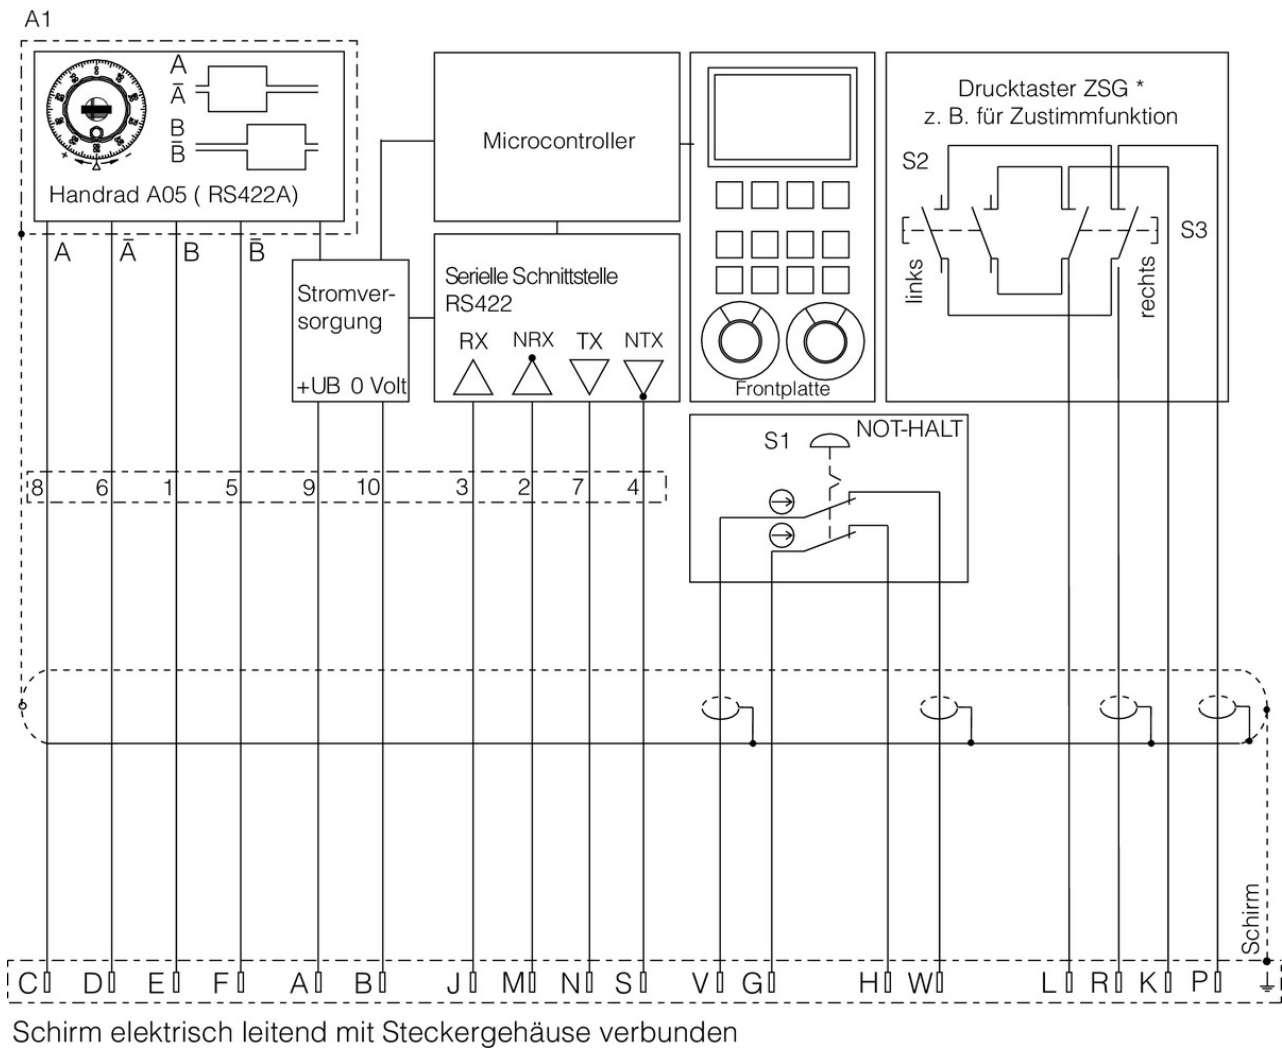 A1
A
Ā
B
B̄
Handrad A05 ( RS422A)
A
Ā
B
B̄
Stromver-
sorgung
+UB 0 Volt
Microcontroller
Serielle Schnittstelle
RS422
RX NRX TX NTX
Frontplatte
Drucktaster ZSG *
z. B. für Zustimmfunktion
S2
S3
links
rechts
S1
NOT-HALT
8 6 1 5 9 10 3 2 7 4
Schirm
C D E F A B J M N S V G H W L R K P
Schirm elektrisch leitend mit Steckergehäuse verbunden